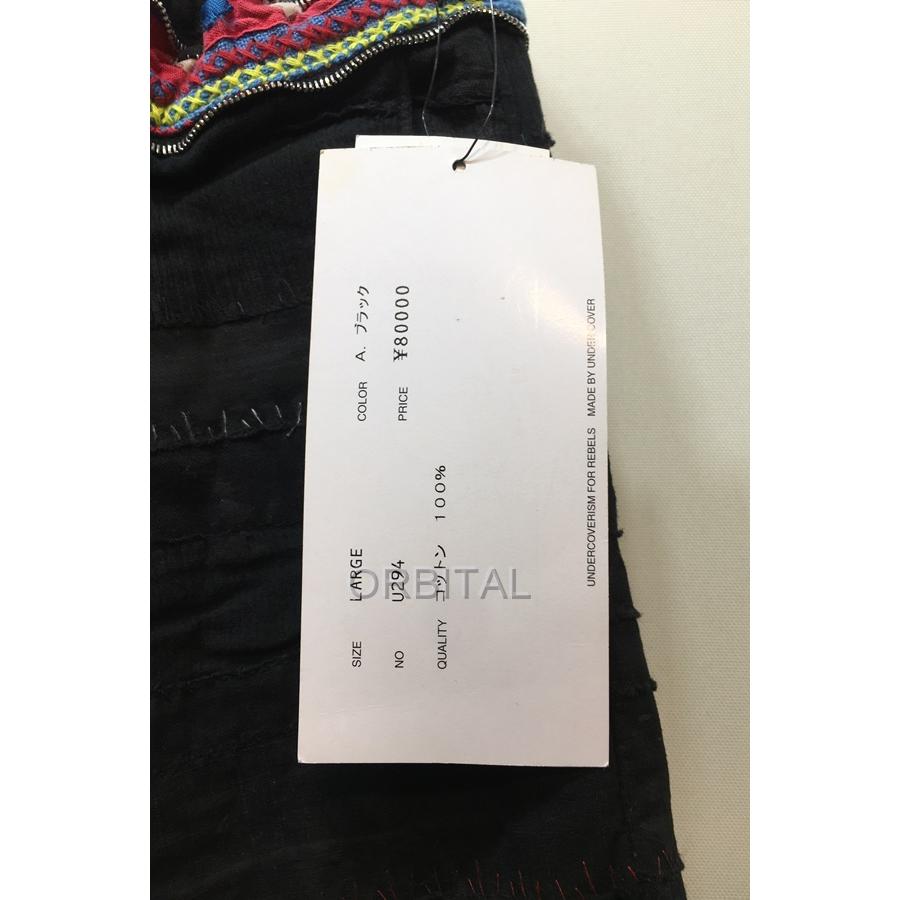 SIZE LARGE COLOR A. ブラック
NO U294 PRICE ¥80000
QUALITY コットン 100%
UNDERCOVERISM FOR REBELS MADE BY UNDERCOVER
ORBITAL